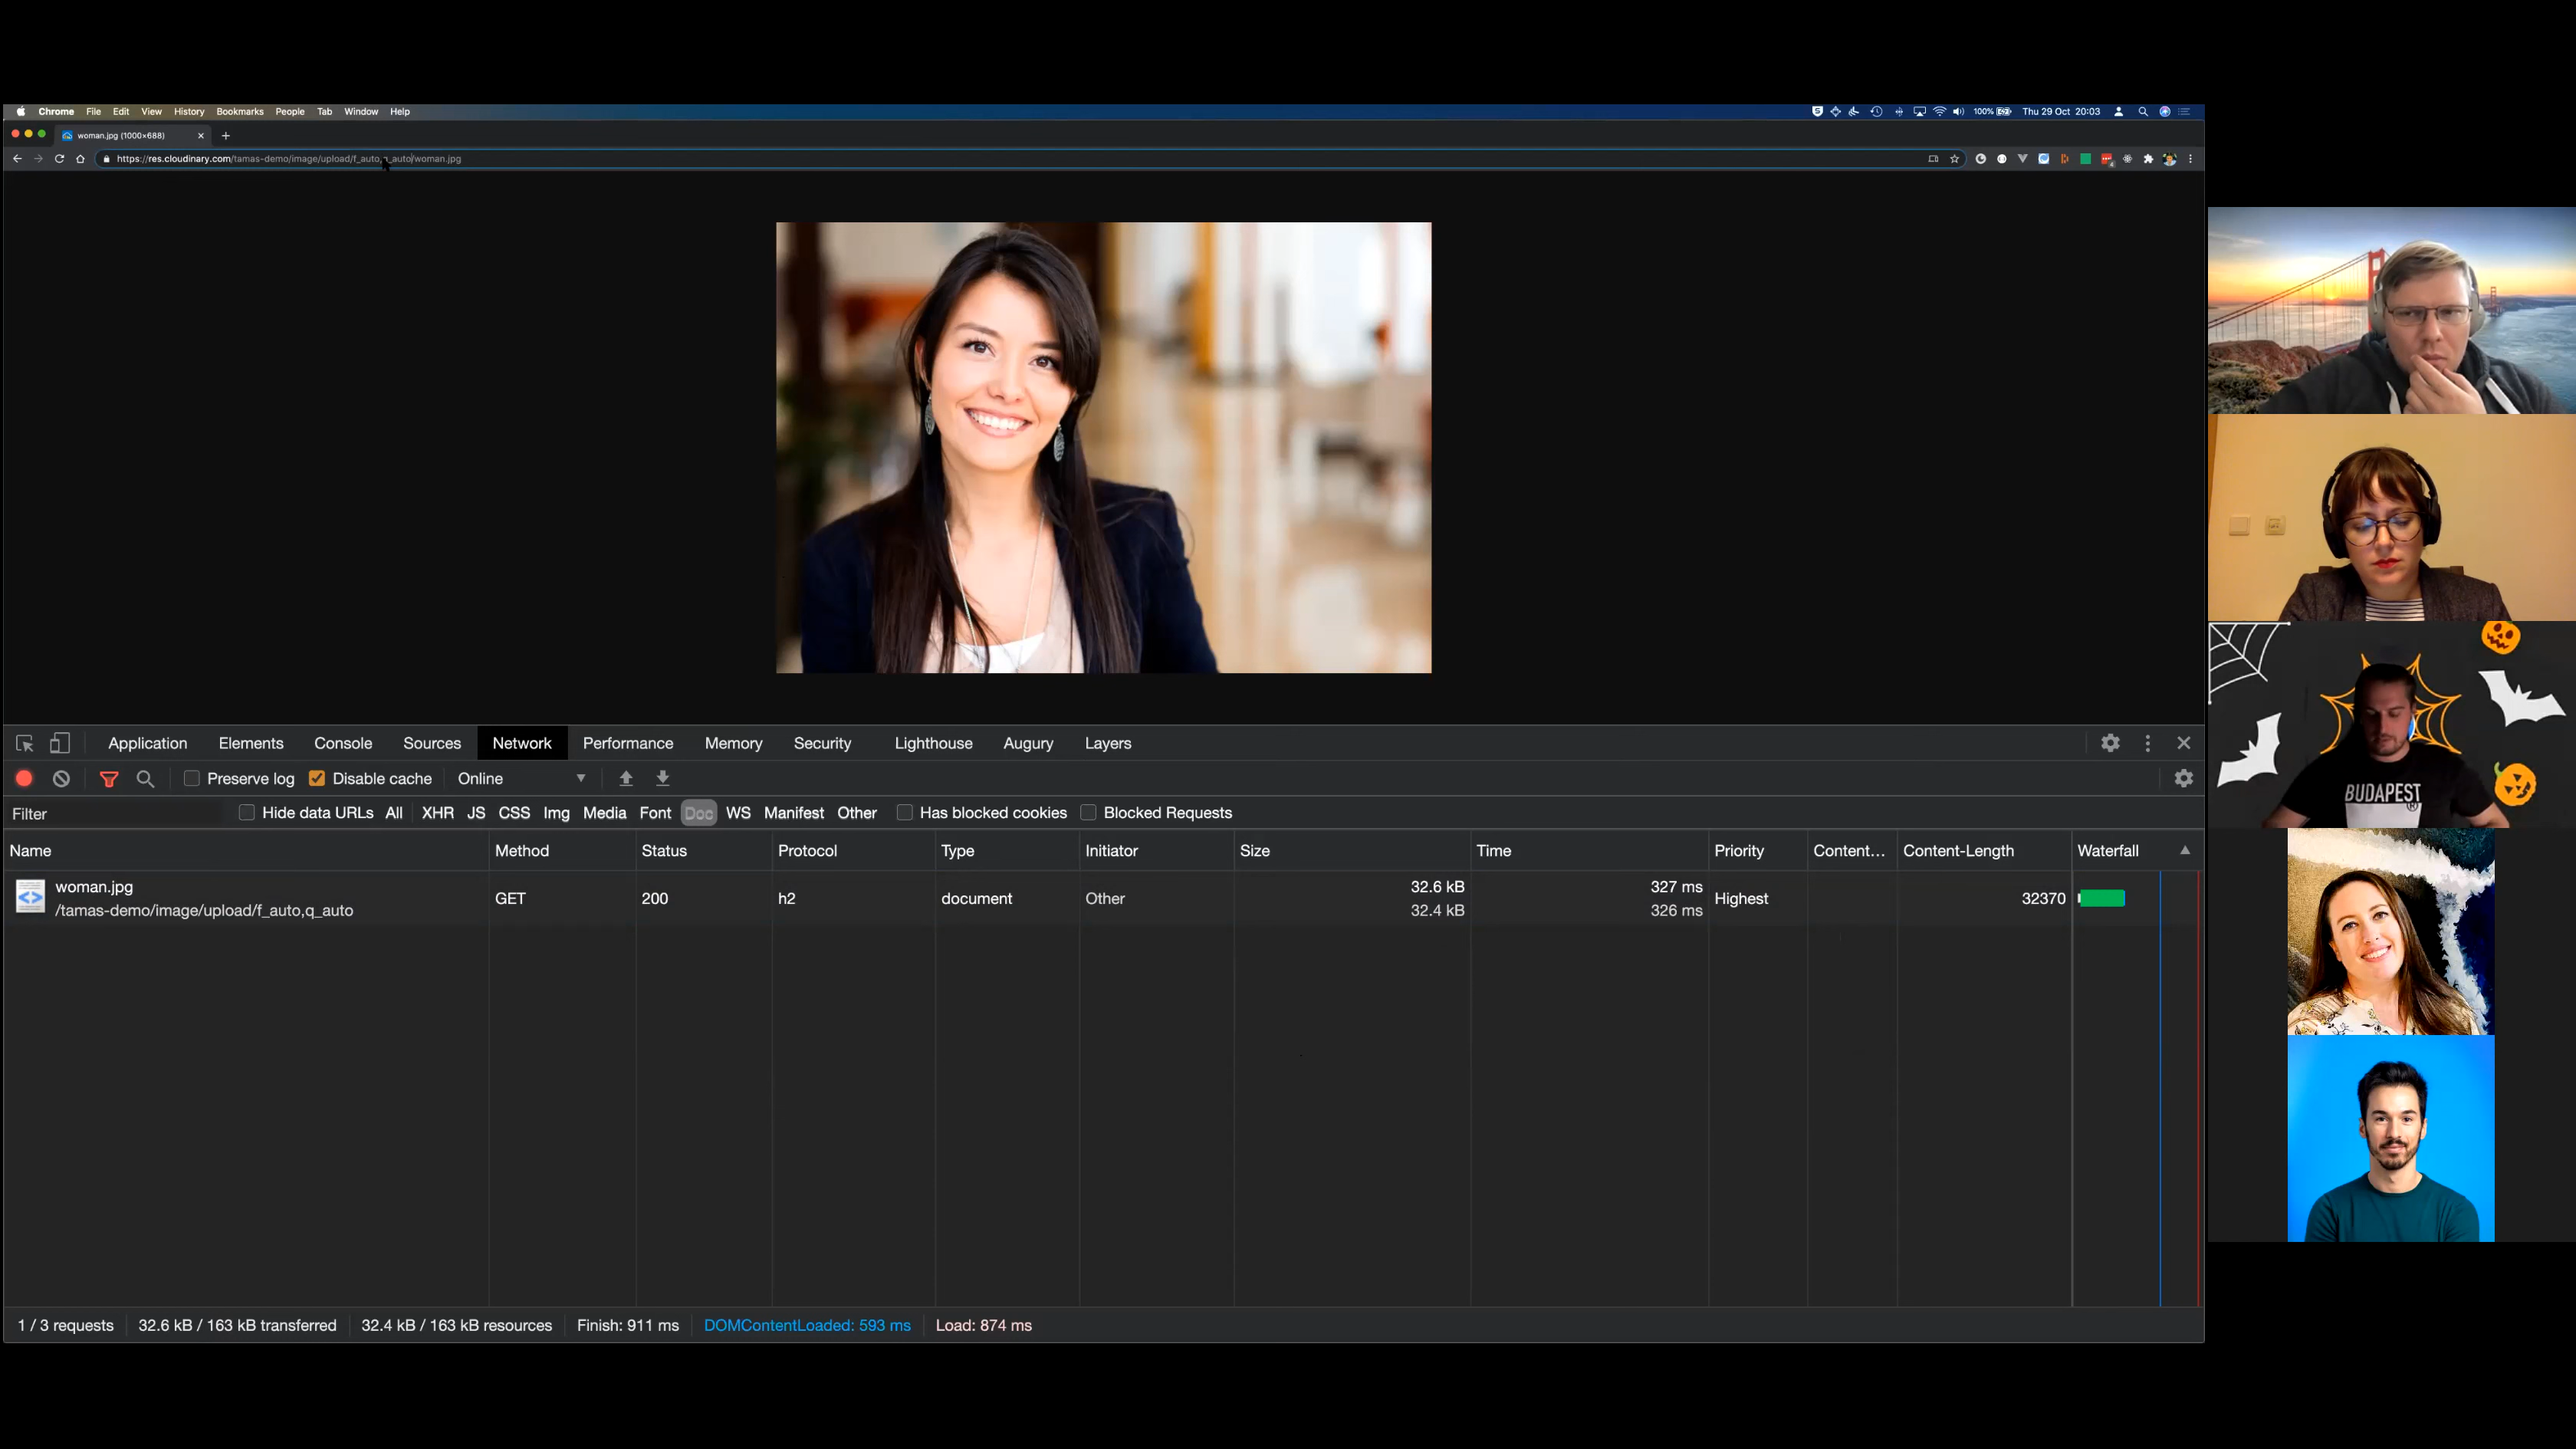 Chrome File Edit View History Bookmarks People Tab Window Help 100% Thu 29 Oct 20:03
woman.jpg (1000×688)
https://res.cloudinary.com/tamas-demo/image/upload/f_auto,q_auto/woman.jpg
Application Elements Console Sources Network Performance Memory Security Lighthouse Augury Layers
Preserve log Disable cache Online
Filter Hide data URLs All XHR JS CSS Img Media Font Doc WS Manifest Other Has blocked cookies Blocked Requests
Name Method Status Protocol Type Initiator Size Time Priority Content... Content-Length Waterfall
woman.jpg 32.6 kB 327 ms
GET 200 h2 document Other Highest 32370
/tamas-demo/image/upload/f_auto,q_auto 32.4 kB 326 ms
1 / 3 requests 32.6 kB / 163 kB transferred 32.4 kB / 163 kB resources Finish: 911 ms DOMContentLoaded: 593 ms Load: 874 ms
BUDAPEST
®